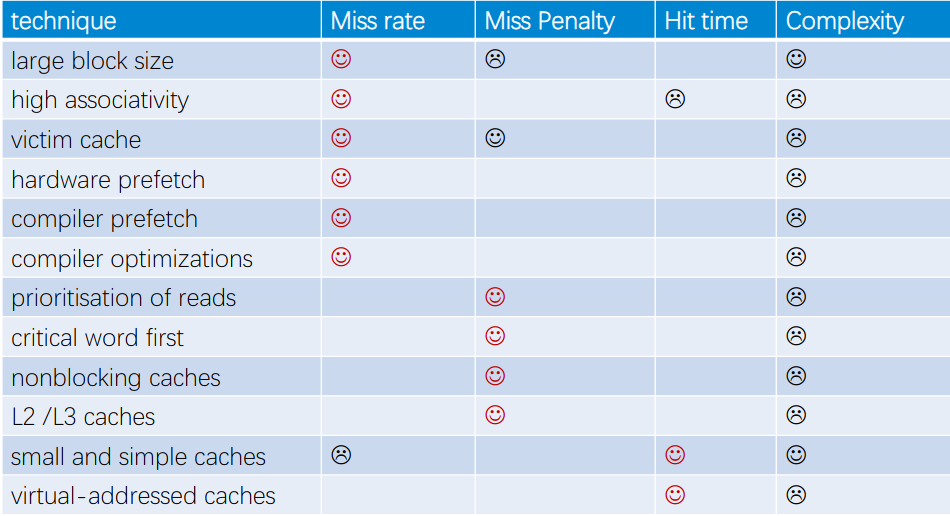 technique Miss rate Miss Penalty Hit time Complexity
large block size ☺ ☹ ☺
high associativity ☺ ☹ ☹
victim cache ☺ ☺ ☹
hardware prefetch ☺ ☹
compiler prefetch ☺ ☹
compiler optimizations ☺ ☹
prioritisation of reads ☺ ☹
critical word first ☺ ☹
nonblocking caches ☺ ☹
L2 /L3 caches ☺ ☹
small and simple caches ☹ ☺ ☺
virtual-addressed caches ☺ ☹